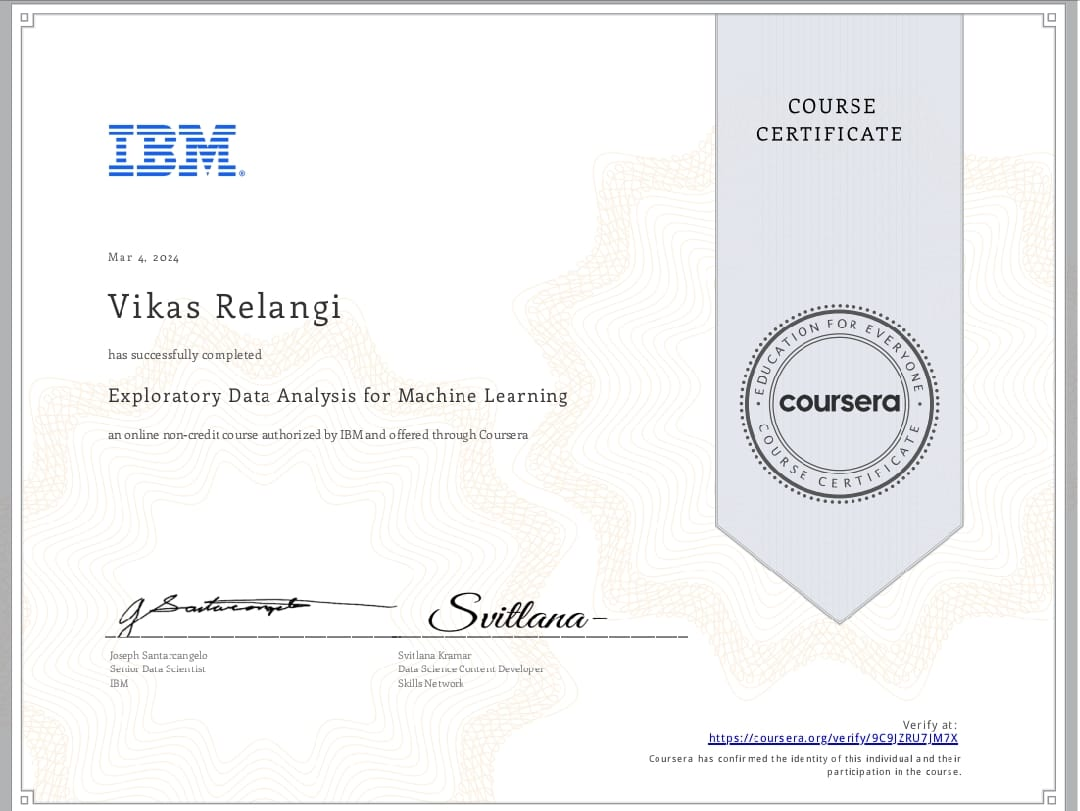 COURSE
CERTIFICATE
IBM®
Mar 4, 2024
Vikas Relangi
has successfully completed
Exploratory Data Analysis for Machine Learning
an online non-credit course authorized by IBM and offered through Coursera
EDUCATION FOR EVERYONE
coursera
COURSE CERTIFICATE
J Santarcangelo
Svitlana
Joseph Santarcangelo
Senior Data Scientist
IBM
Svitlana Kramar
Data Science Content Developer
Skills Network
Verify at:
https://coursera.org/verify/9C9JZRU7JM7X
Coursera has confirmed the identity of this individual and their
participation in the course.